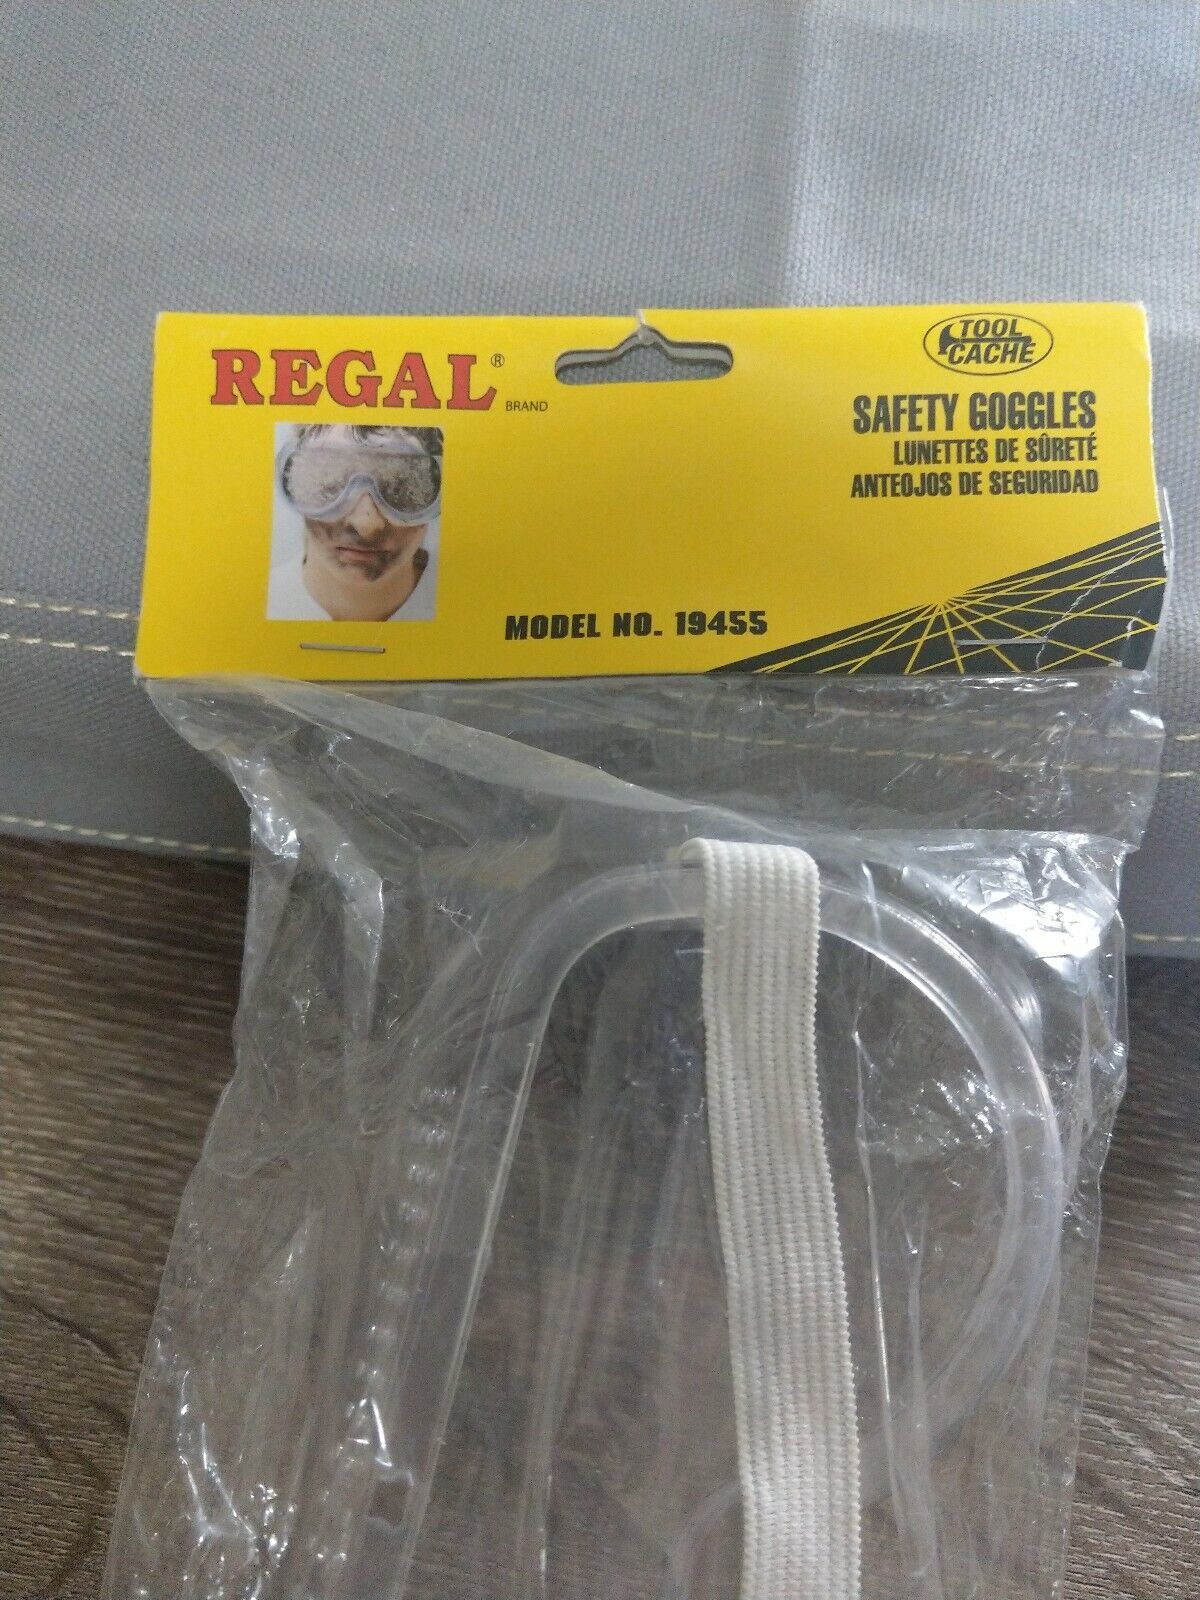 REGAL®
BRAND
TOOL
CACHE
SAFETY GOGGLES
LUNETTES DE SÛRETÉ
ANTEOJOS DE SEGURIDAD
MODEL NO. 19455